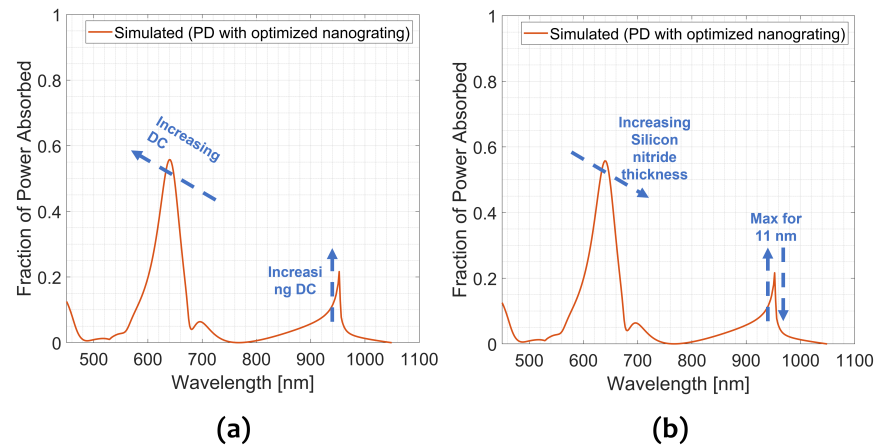 Simulated (PD with optimized nanograting)
Increasing
DC
Increasi
ng DC
Fraction of Power Absorbed
1
0.8
0.6
0.4
0.2
0
500 600 700 800 900 1000 1100
Wavelength [nm]
(a)
Simulated (PD with optimized nanograting)
Increasing
Silicon
nitride
thickness
Max for
11 nm
Fraction of Power Absorbed
1
0.8
0.6
0.4
0.2
0
500 600 700 800 900 1000 1100
Wavelength [nm]
(b)